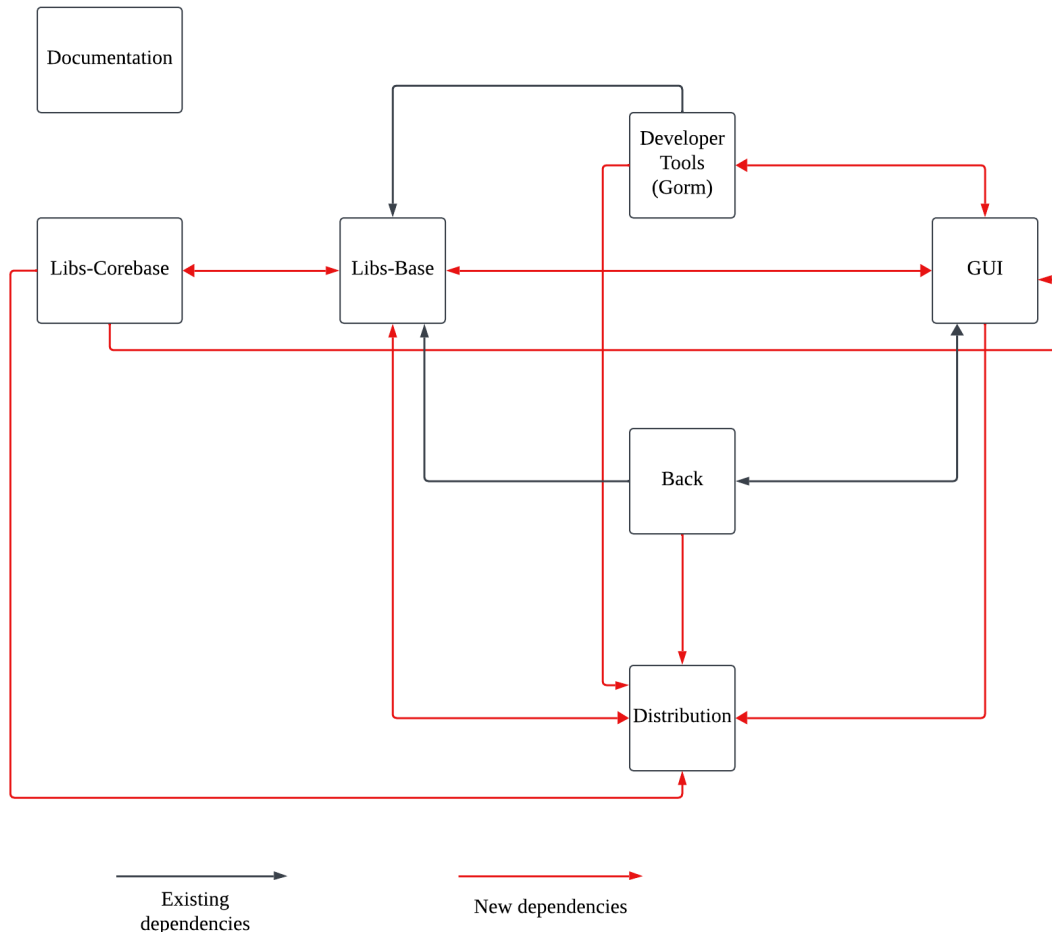 Documentation
Developer
Tools
(Gorm)
Libs-Corebase
Libs-Base
GUI
Back
Distribution
Existing
dependencies
New dependencies